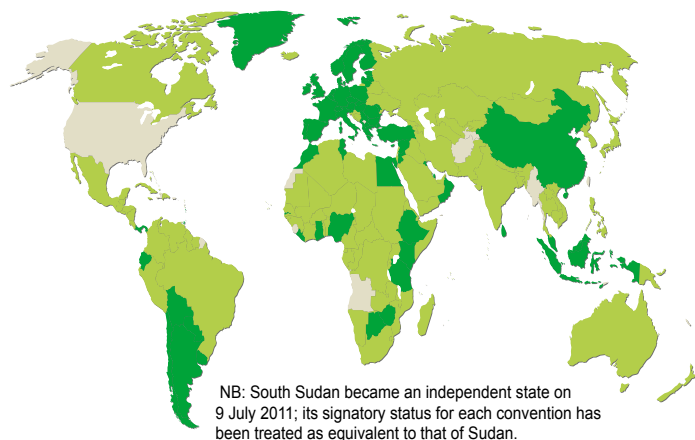 NB: South Sudan became an independent state on
9 July 2011; its signatory status for each convention has
been treated as equivalent to that of Sudan.